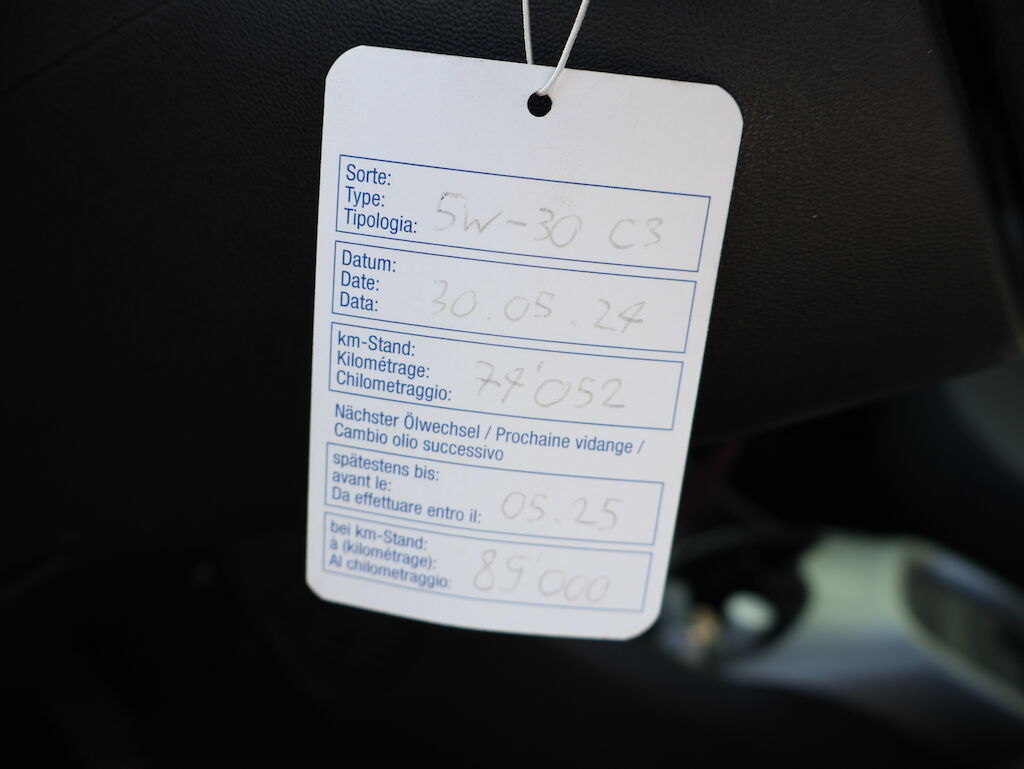 Sorte:
Type:
Tipologia: 5W-30 C3
Datum:
Date:
Data: 30.05.24
km-Stand:
Kilométrage:
Chilometraggio: 74'052
Nächster Ölwechsel / Prochaine vidange /
Cambio olio successivo
spätestens bis:
avant le:
Da effettuare entro il: 05.25
bei km-Stand:
à (kilométrage):
Al chilometraggio: 89'000